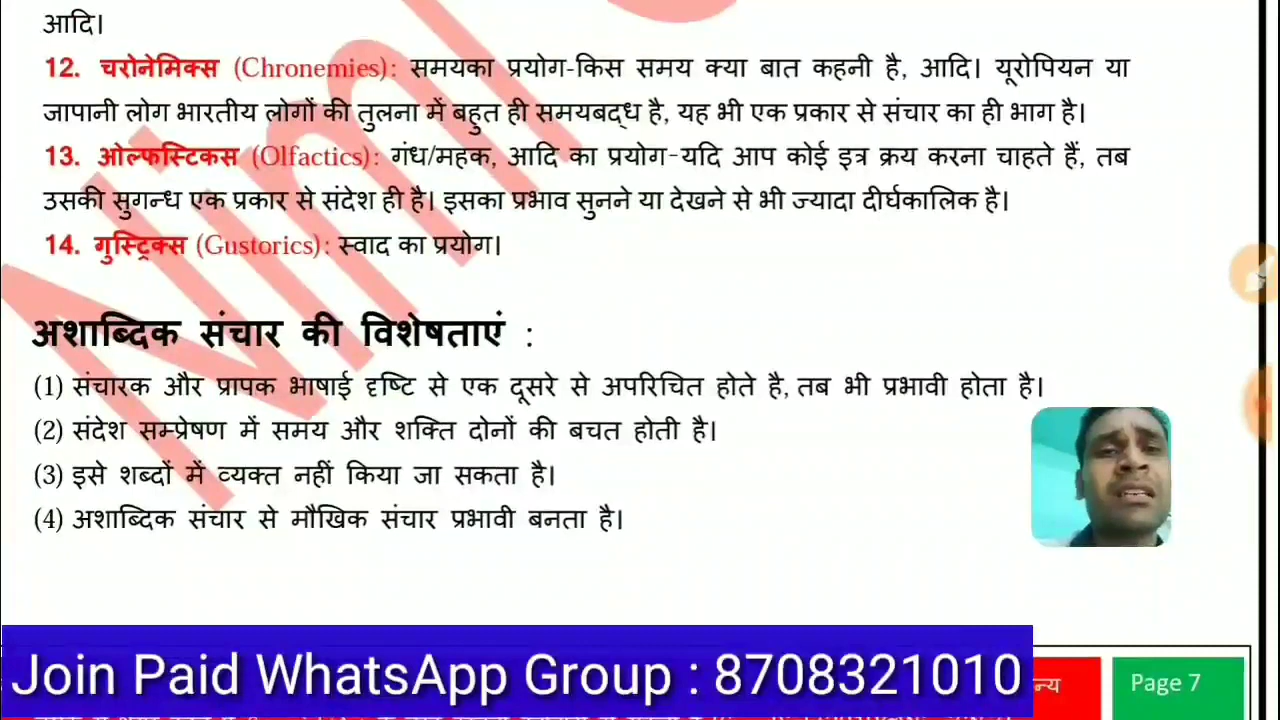 आदि।
12. चरोनेमिक्स (Chronemies): समयका प्रयोग-किस समय क्या बात कहनी है, आदि। यूरोपियन या
जापानी लोग भारतीय लोगों की तुलना में बहुत ही समयबद्ध है, यह भी एक प्रकार से संचार का ही भाग है।
13. ओल्फस्टिकस (Olfactics): गंध/महक, आदि का प्रयोग-यदि आप कोई इत्र क्रय करना चाहते हैं, तब
उसकी सुगन्ध एक प्रकार से संदेश ही है। इसका प्रभाव सुनने या देखने से भी ज्यादा दीर्घकालिक है।
14. गुस्ट्रिक्स (Gustorics): स्वाद का प्रयोग।
अशाब्दिक संचार की विशेषताएं :
(1) संचारक और प्रापक भाषाई दृष्टि से एक दूसरे से अपरिचित होते है, तब भी प्रभावी होता है।
(2) संदेश सम्प्रेषण में समय और शक्ति दोनों की बचत होती है।
(3) इसे शब्दों में व्यक्त नहीं किया जा सकता है।
(4) अशाब्दिक संचार से मौखिक संचार प्रभावी बनता है।
Join Paid WhatsApp Group : 8708321010
Page 7